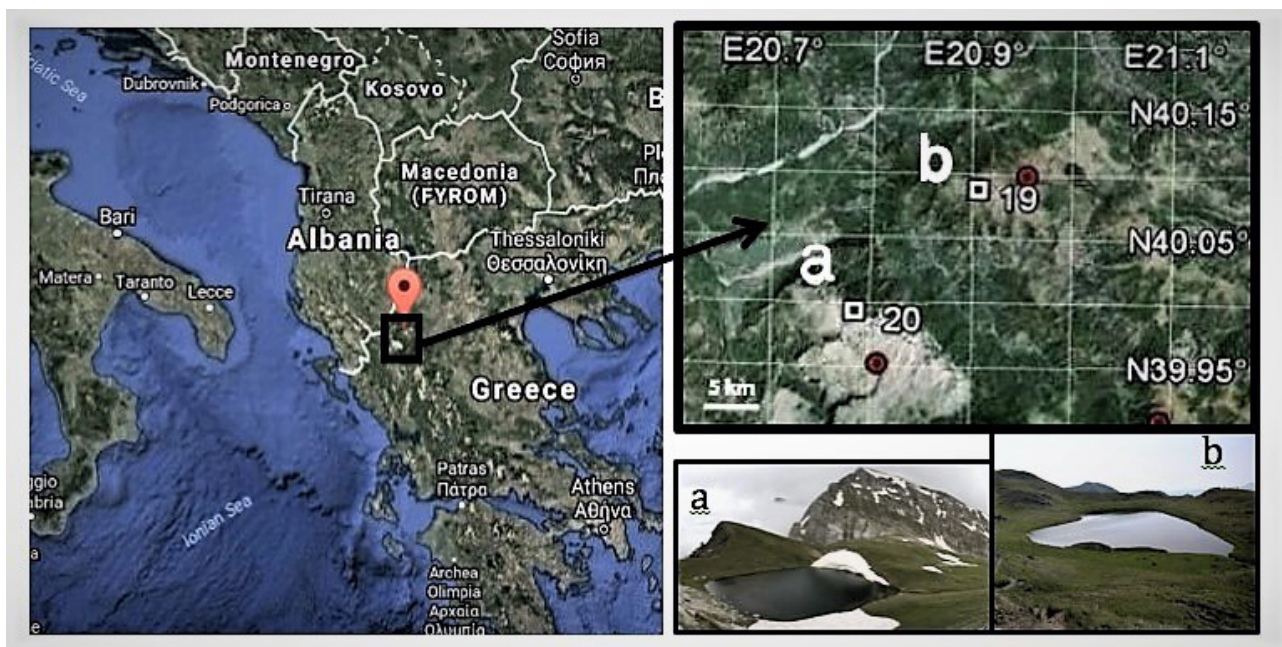 Montenegro
Dubrovnik
Podgorica
Kosovo
Sofia
София
Macedonia
(FYROM)
Tirana
Albania
Bari
Matera
Taranto
Lecce
Thessaloniki
Θεσσαλονίκη
Greece
Patras
Πάτρα
Athens
Αθήνα
Ionian Sea
Archea
Olimpia
Αρχαία
Ολυμπία
E20.7°
E20.9°
E21.1°
N40.15°
b
19
N40.05°
a
20
N39.95°
5 km
a
b